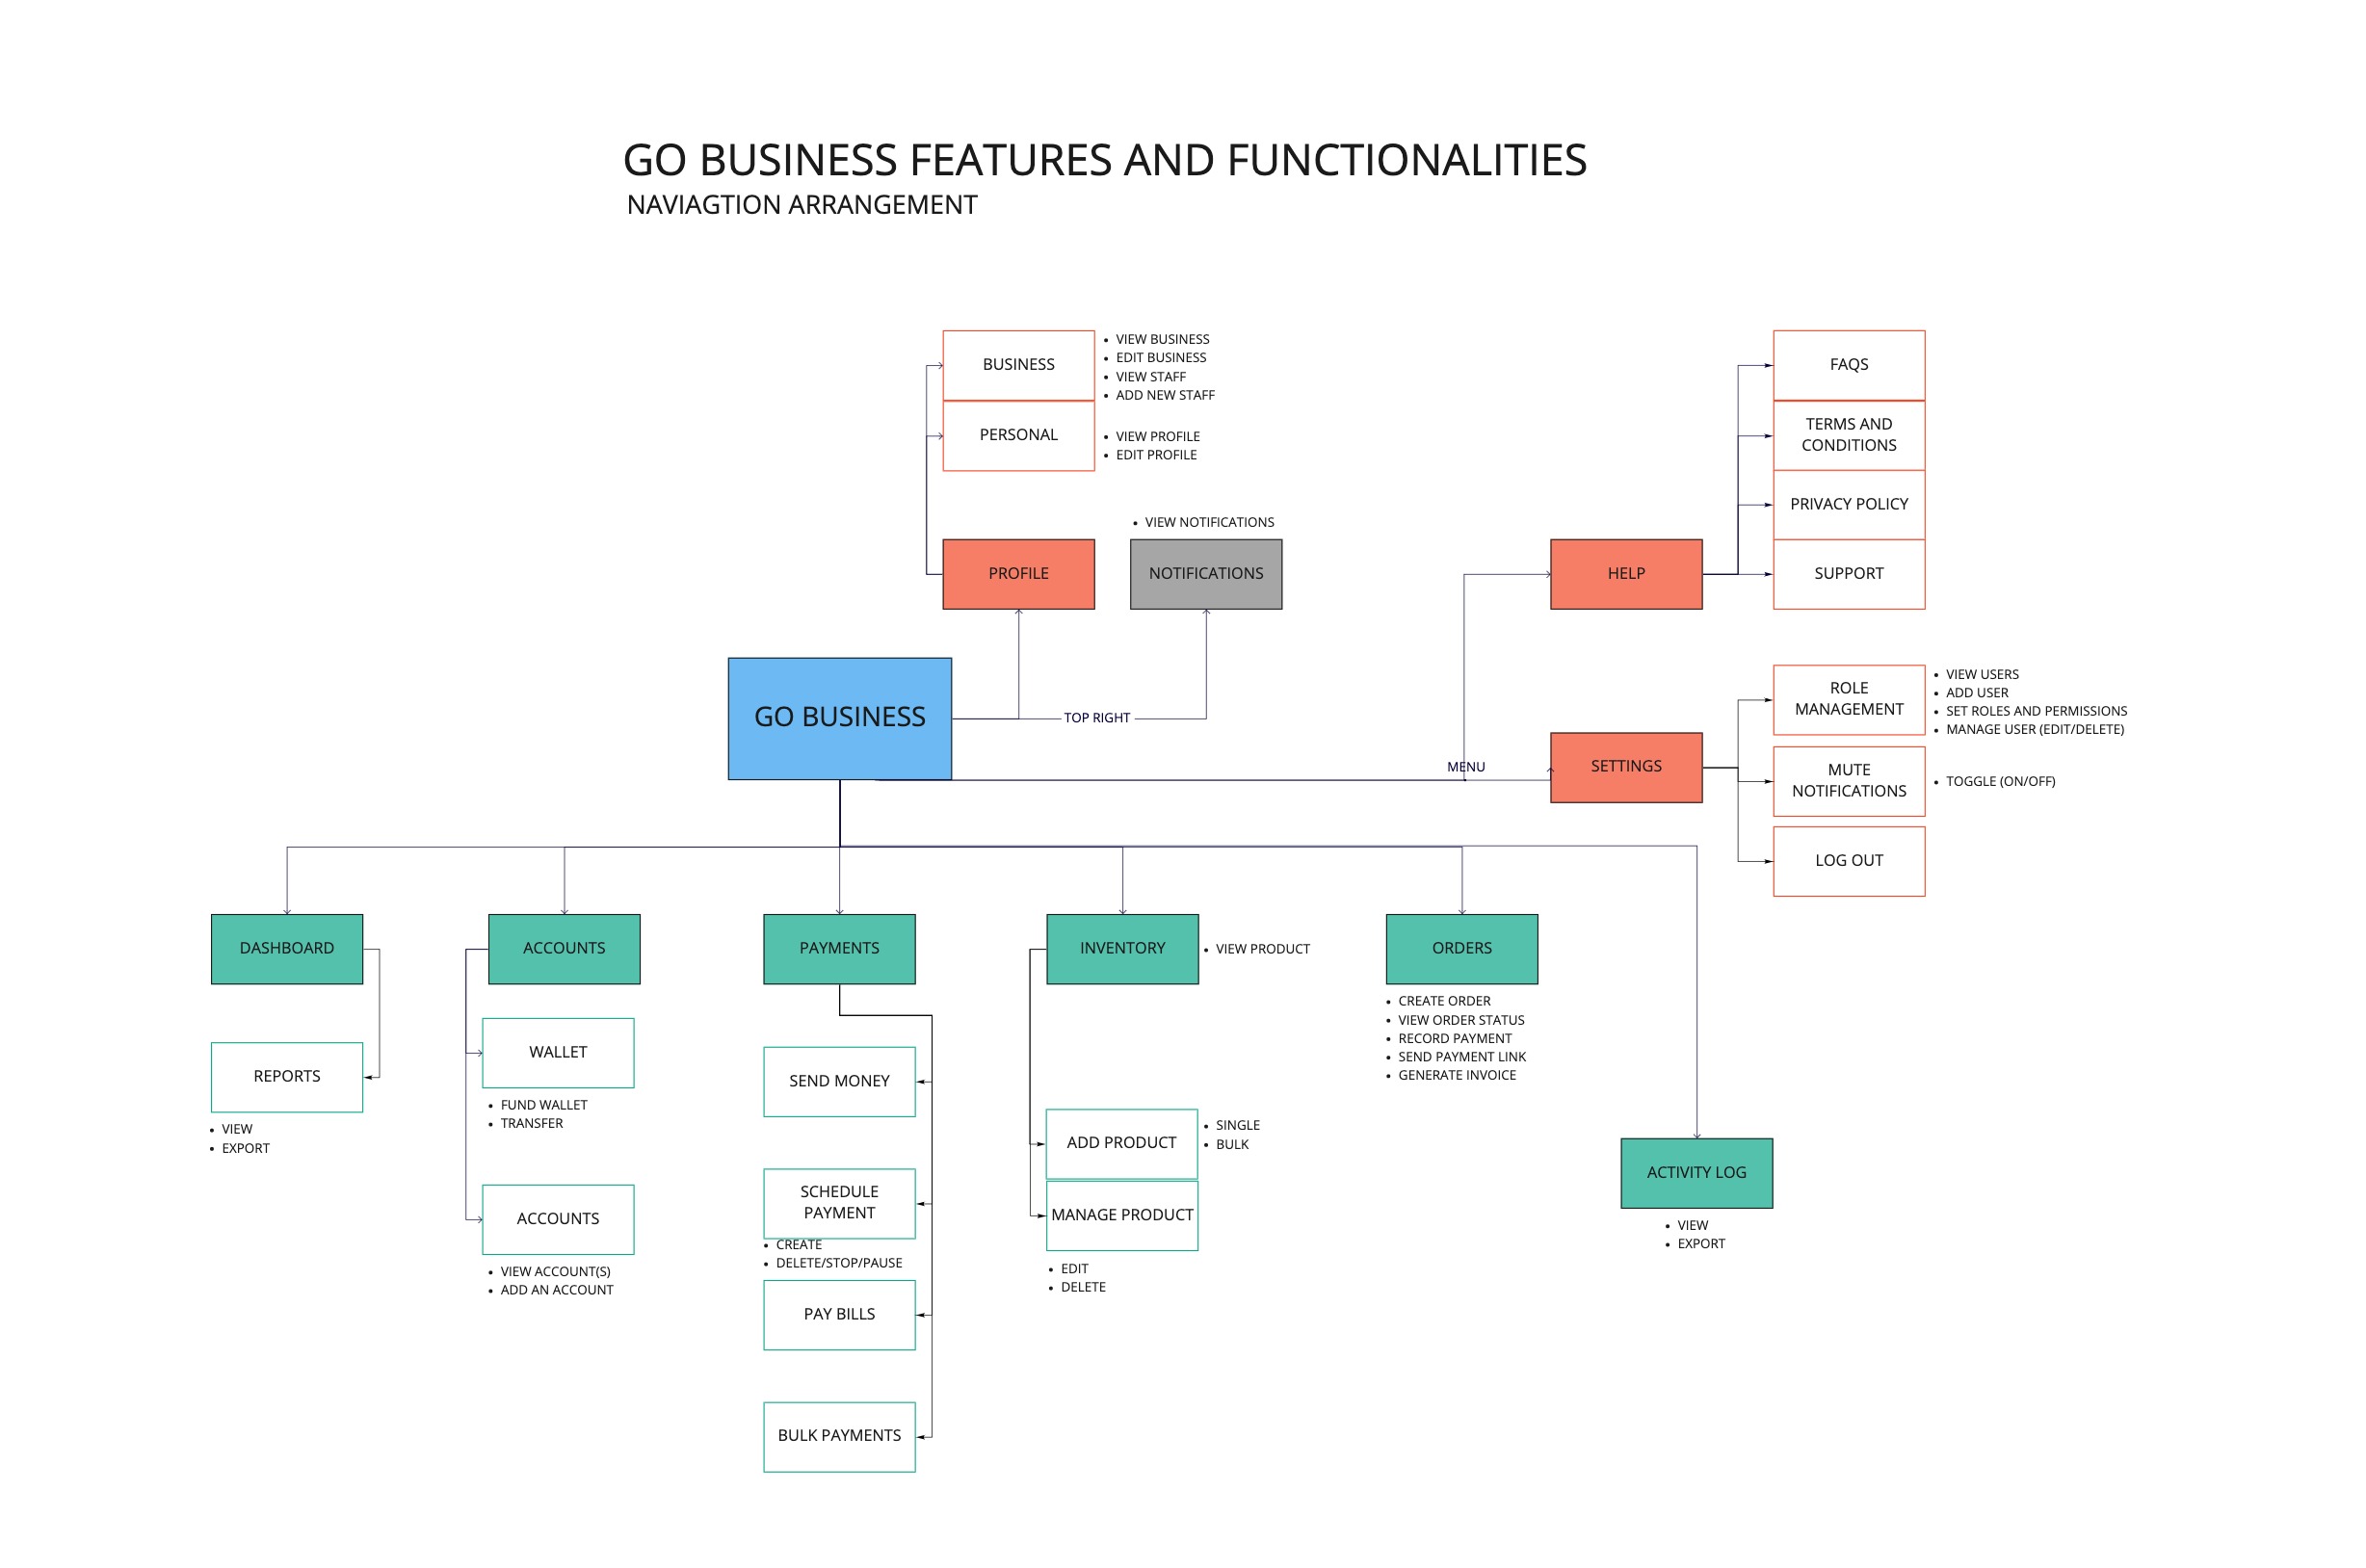 GO BUSINESS FEATURES AND FUNCTIONALITIES
NAVIAGTION ARRANGEMENT
BUSINESS
• VIEW BUSINESS
• EDIT BUSINESS
• VIEW STAFF
• ADD NEW STAFF
PERSONAL
• VIEW PROFILE
• EDIT PROFILE
FAQS
TERMS AND
CONDITIONS
PRIVACY POLICY
SUPPORT
• VIEW NOTIFICATIONS
PROFILE
NOTIFICATIONS
HELP
GO BUSINESS
TOP RIGHT
MENU
SETTINGS
ROLE
MANAGEMENT
• VIEW USERS
• ADD USER
• SET ROLES AND PERMISSIONS
• MANAGE USER (EDIT/DELETE)
MUTE
NOTIFICATIONS
• TOGGLE (ON/OFF)
LOG OUT
DASHBOARD
REPORTS
• VIEW
• EXPORT
ACCOUNTS
WALLET
• FUND WALLET
• TRANSFER
ACCOUNTS
• VIEW ACCOUNT(S)
• ADD AN ACCOUNT
PAYMENTS
SEND MONEY
SCHEDULE
PAYMENT
• CREATE
• DELETE/STOP/PAUSE
PAY BILLS
BULK PAYMENTS
INVENTORY
• VIEW PRODUCT
ADD PRODUCT
• SINGLE
• BULK
MANAGE PRODUCT
• EDIT
• DELETE
ORDERS
• CREATE ORDER
• VIEW ORDER STATUS
• RECORD PAYMENT
• SEND PAYMENT LINK
• GENERATE INVOICE
ACTIVITY LOG
• VIEW
• EXPORT